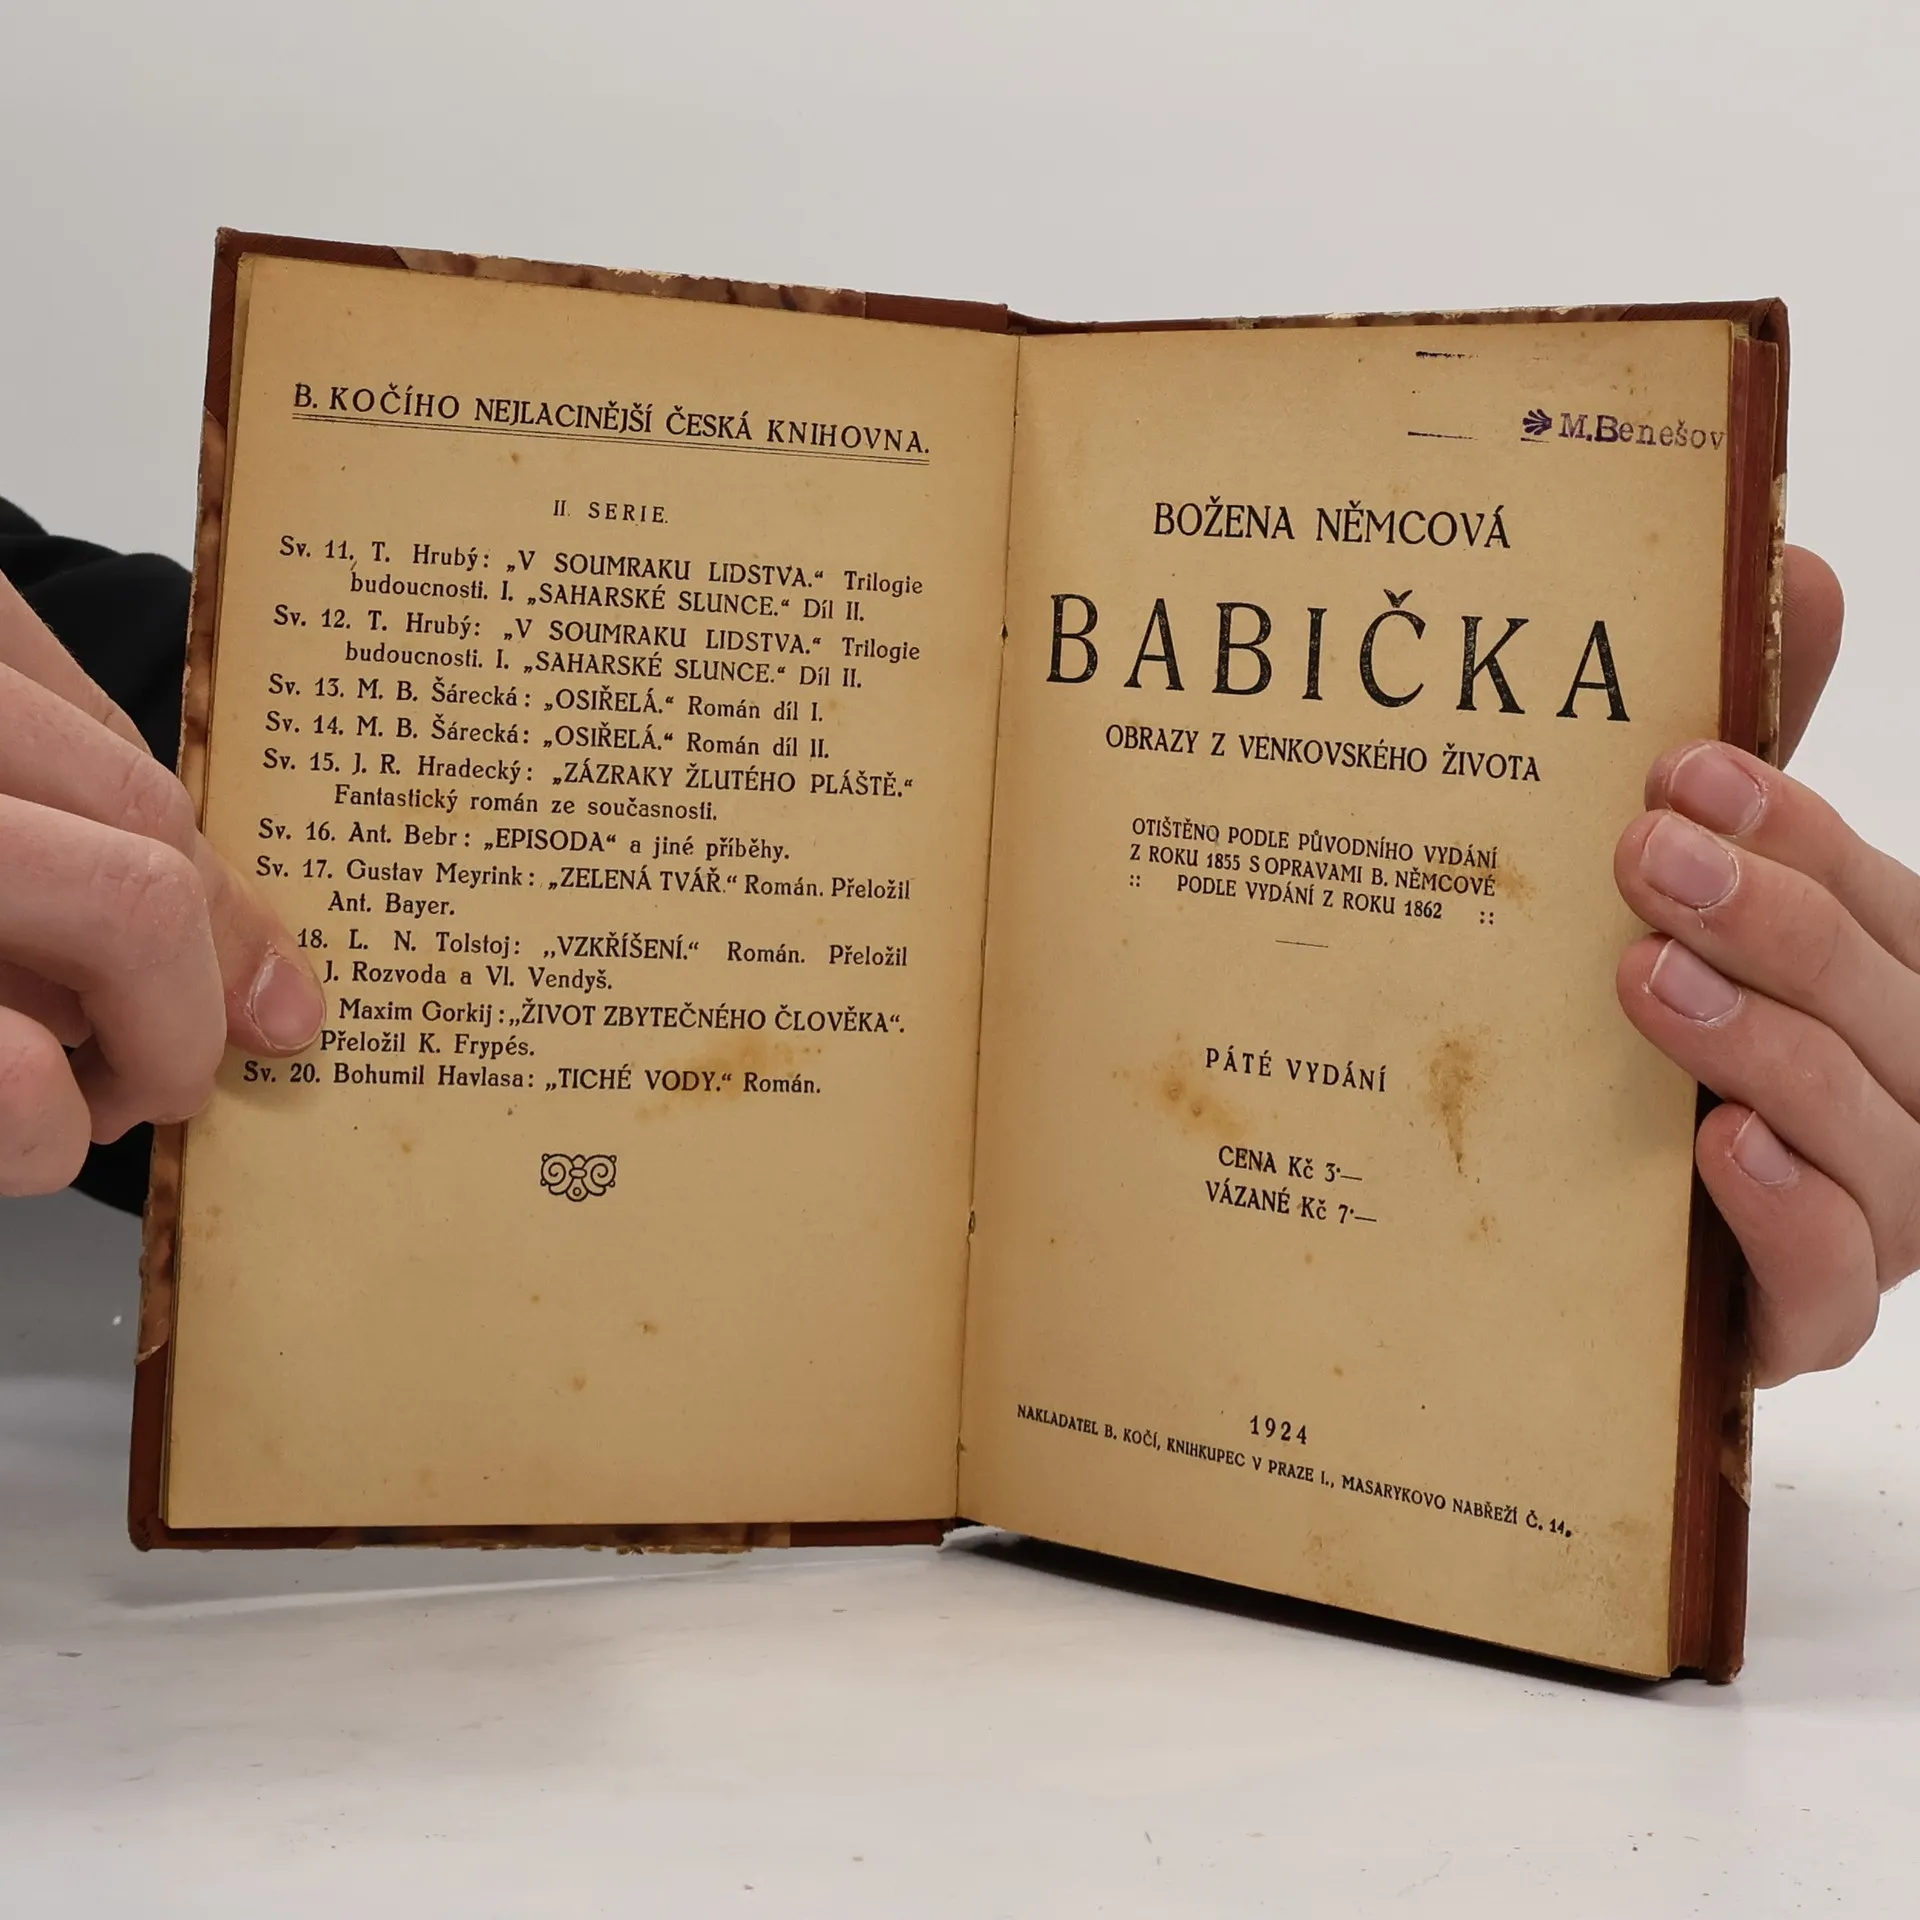 B. KOČÍHO NEJLACINĚJŠÍ ČESKÁ KNIHOVNA.
II. SERIE.
Sv. 11, T. Hrubý: „V SOUMRAKU LIDSTVA.“ Trilogie
budoucnosti. I. „SAHARSKÉ SLUNCE.“ Díl II.
Sv. 12. T. Hrubý: „V SOUMRAKU LIDSTVA.“ Trilogie
budoucnosti. I. „SAHARSKÉ SLUNCE.“ Díl II.
Sv. 13. M. B. Šárecká: „OSIŘELÁ.“ Román díl I.
Sv. 14. M. B. Šárecká: „OSIŘELÁ.“ Román díl II.
Sv. 15. J. R. Hradecký: „ZÁZRAKY ŽLUTÉHO PLÁŠTĚ.“
Fantastický román ze současnosti.
Sv. 16. Ant. Bebr: „EPISODA“ a jiné příběhy.
Sv. 17. Gustav Meyrink: „ZELENÁ TVÁŘ.“ Román. Přeložil
Ant. Bayer.
18. L. N. Tolstoj: „VZKŘÍŠENÍ.“ Román. Přeložil
J. Rozvoda a Vl. Vendyš.
Maxim Gorkij: „ŽIVOT ZBYTEČNÉHO ČLOVĚKA“.
Přeložil K. Frypés.
Sv. 20. Bohumil Havlasa: „TICHÉ VODY.“ Román.
M.Benešov
BOŽENA NĚMCOVÁ
BABIČKA
OBRAZY Z VENKOVSKÉHO ŽIVOTA
OTIŠTĚNO PODLE PŮVODNÍHO VYDÁNÍ
Z ROKU 1855 S OPRAVAMI B. NĚMCOVÉ
:: PODLE VYDÁNÍ Z ROKU 1862 ::
PÁTÉ VYDÁNÍ
CENA Kč 3·—
VÁZANÉ Kč 7·—
1924
NAKLADATEL B. KOČÍ, KNIHKUPEC V PRAZE I., MASARYKOVO NABŘEŽÍ Č. 14.